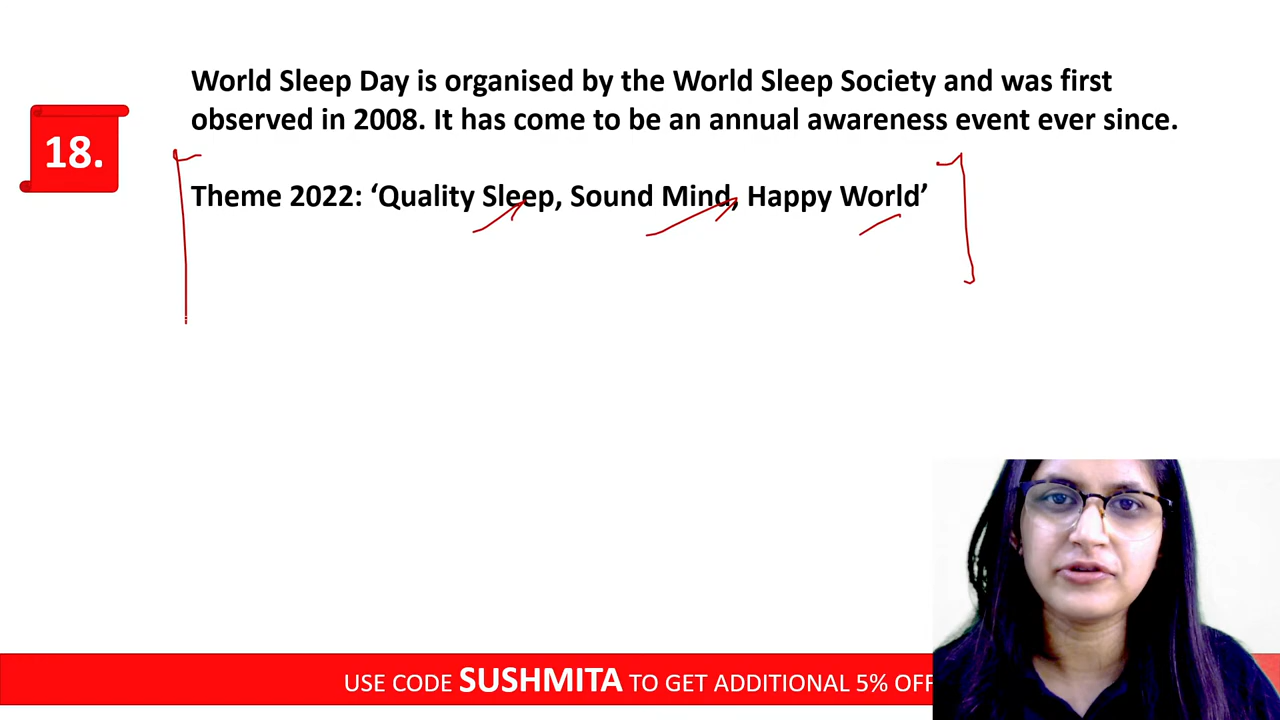 World Sleep Day is organised by the World Sleep Society and was first
18.
observed in 2008. It has come to be an annual awareness event ever since.
Theme 2022: ‘Quality Sleep, Sound Mind, Happy World’
USE CODE SUSHMITA TO GET ADDITIONAL 5% OFF